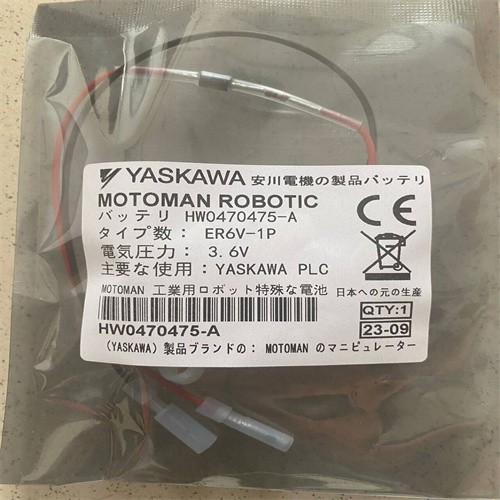 YASKAWA 安川電機の製品バッテリ
MOTOMAN ROBOTIC
バッテリ HW0470475-A
タイプ数： ER6V-1P
電気圧力： 3.6V
主要な使用：YASKAWA PLC
MOTOMAN 工業用ロボット特殊な電池 日本への元の生産
QTY:1
HW0470475-A
23-09
(YASKAWA) 製品ブランドの： MOTOMAN のマニピュレーター
CE